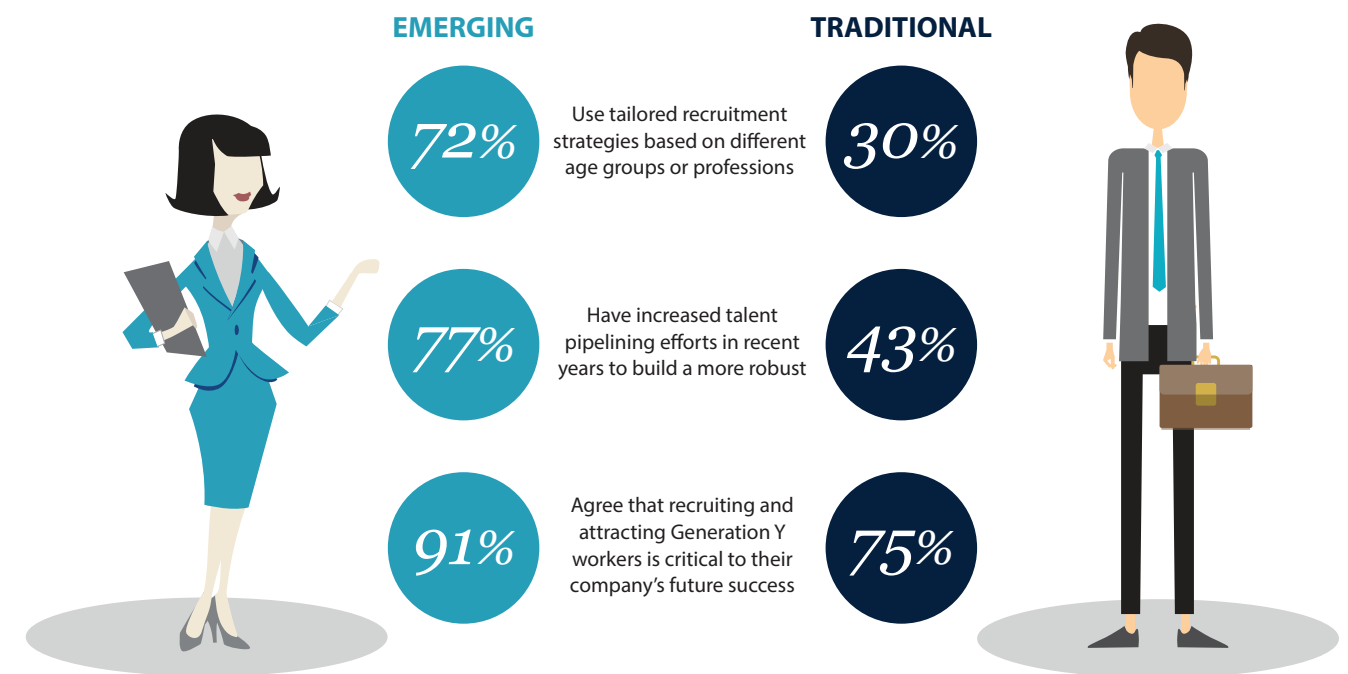 EMERGING
TRADITIONAL
72%
Use tailored recruitment
strategies based on different
age groups or professions
30%
77%
Have increased talent
pipelining efforts in recent
years to build a more robust
43%
91%
Agree that recruiting and
attracting Generation Y
workers is critical to their
company’s future success
75%